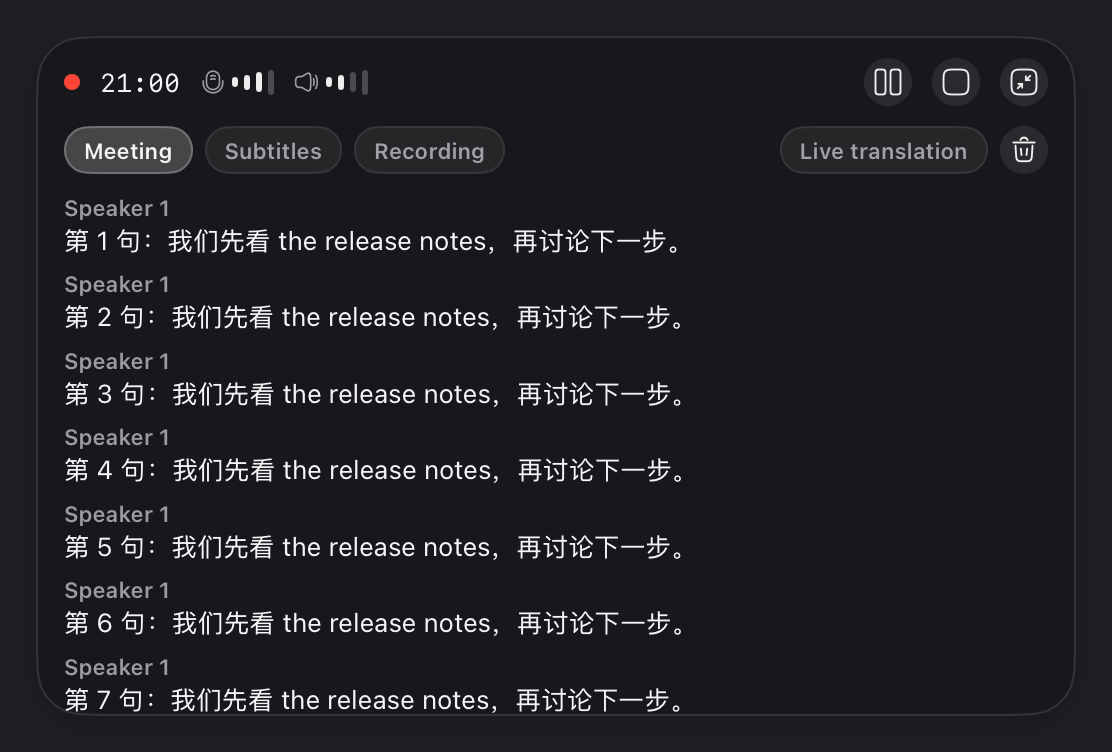 21:00
Meeting
Subtitles
Recording
Live translation
Speaker 1
第 1 句：我们先看 the release notes，再讨论下一步。
Speaker 1
第 2 句：我们先看 the release notes，再讨论下一步。
Speaker 1
第 3 句：我们先看 the release notes，再讨论下一步。
Speaker 1
第 4 句：我们先看 the release notes，再讨论下一步。
Speaker 1
第 5 句：我们先看 the release notes，再讨论下一步。
Speaker 1
第 6 句：我们先看 the release notes，再讨论下一步。
Speaker 1
第 7 句：我们先看 the release notes，再讨论下一步。